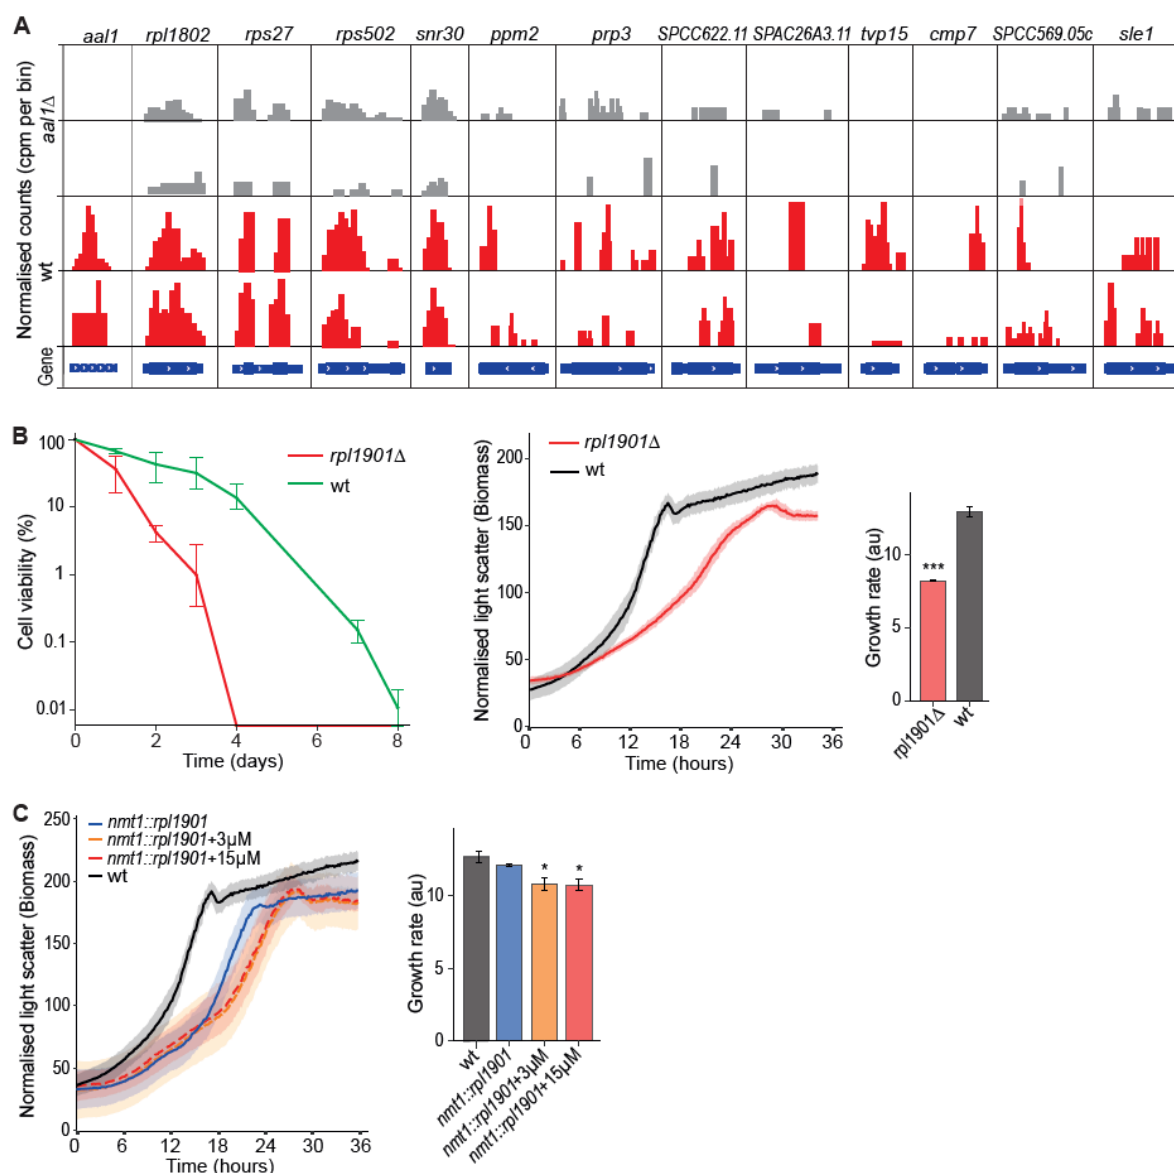 A
aal1 rpl1802 rps27 rps502 snr30 ppm2 prp3 SPCC622.11 SPAC26A3.11 tvp15 cmp7 SPCC569.05c sle1
Normalised counts (cpm per bin)
aal1Δ
wt
Gene
B
Cell viability (%)
100
10
1
0.1
0.01
rpl1901Δ
wt
0 2 4 6 8
Time (days)
Normalised light scatter (Biomass)
200
150
100
50
0
rpl1901Δ
wt
0 6 12 18 24 30 36
Time (hours)
Growth rate (au)
10
5
0
***
rpl1901Δ
wt
C
Normalised light scatter (Biomass)
250
200
150
100
50
0
nmt1::rpl1901
nmt1::rpl1901+3µM
nmt1::rpl1901+15µM
wt
0 6 12 18 24 30 36
Time (hours)
Growth rate (au)
10
5
0
* *
wt
nmt1::rpl1901
nmt1::rpl1901+3µM
nmt1::rpl1901+15µM